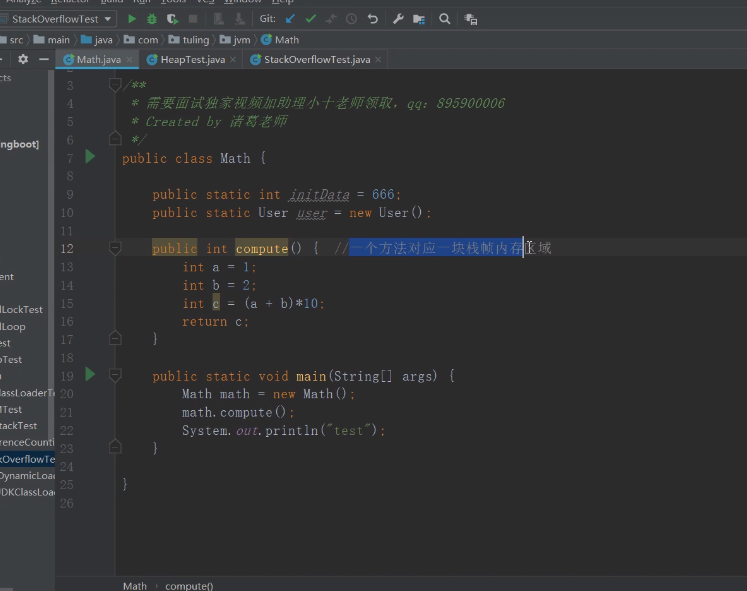 Analyze Refactor Build Run Tools VCS Window Help
StackOverflowTest Git:
src main java com tuling jvm Math
Math.java HeapTest.java StackOverflowTest.java
cts
ngboot]
ent
lLockTest
lLoop
est
oTest
lassLoaderT
MTest
tackTest
renceCounti
kOverflowTe
DynamicLoa
JDKClassLoa
3 /**
4 * 需要面试独家视频加助理小十老师领取，qq：895900006
5 * Created by 诸葛老师
6 */
7 public class Math {
8
9 public static int initData = 666;
10 public static User user = new User();
11
12 public int compute() { //一个方法对应一块栈帧内存区域
13 int a = 1;
14 int b = 2;
15 int c = (a + b)*10;
16 return c;
17 }
18
19 public static void main(String[] args) {
20 Math math = new Math();
21 math.compute();
22 System.out.println("test");
23 }
24
25 }
26
Math › compute()